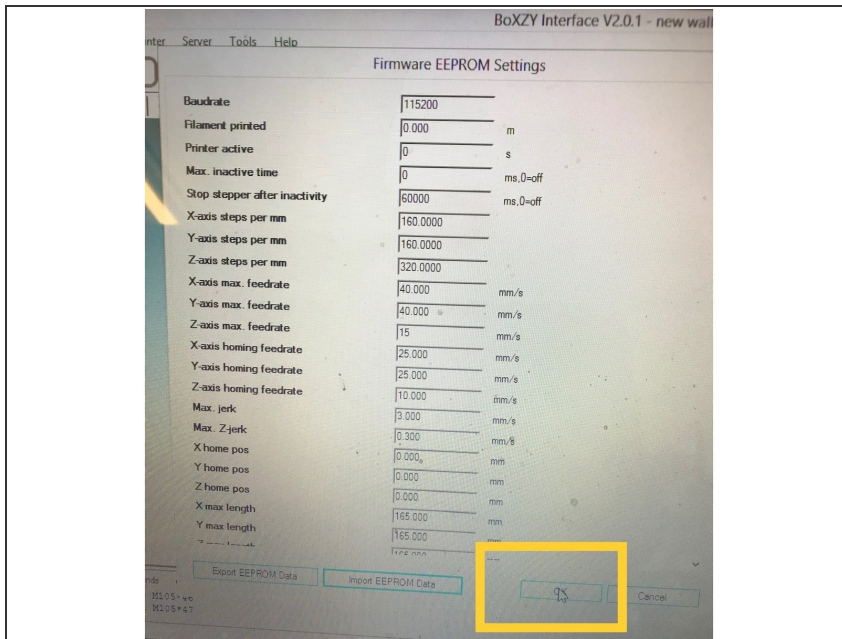 BoXZY Interface V2.0.1 - new wall
inter Server Tools Help
Firmware EEPROM Settings
Baudrate 115200
Filament printed 0.000 m
Printer active 0 s
Max. inactive time 0 ms,0=off
Stop stepper after inactivity 60000 ms,0=off
X-axis steps per mm 160.0000
Y-axis steps per mm 160.0000
Z-axis steps per mm 320.0000
X-axis max. feedrate 40.000 mm/s
Y-axis max. feedrate 40.000 mm/s
Z-axis max. feedrate 15 mm/s
X-axis homing feedrate 25.000 mm/s
Y-axis homing feedrate 25.000 mm/s
Z-axis homing feedrate 10.000 mm/s
Max. jerk 3.000 mm/s
Max. Z-jerk 0.300 mm/s
X home pos 0.000 mm
Y home pos 0.000 mm
Z home pos 0.000 mm
X max length 165.000 mm
Y max length 165.000 mm
Export EEPROM Data Import EEPROM Data Cancel
M105*46
M105*47